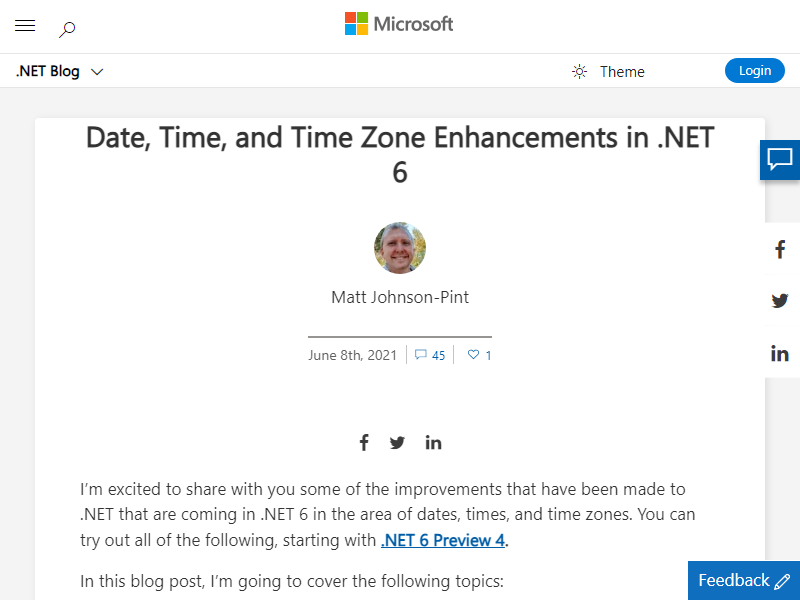 Microsoft
.NET Blog
Theme
Login
Date, Time, and Time Zone Enhancements in .NET
6
Matt Johnson-Pint
June 8th, 2021
45
1
I’m excited to share with you some of the improvements that have been made to
.NET that are coming in .NET 6 in the area of dates, times, and time zones. You can
try out all of the following, starting with .NET 6 Preview 4.
In this blog post, I’m going to cover the following topics:
Feedback